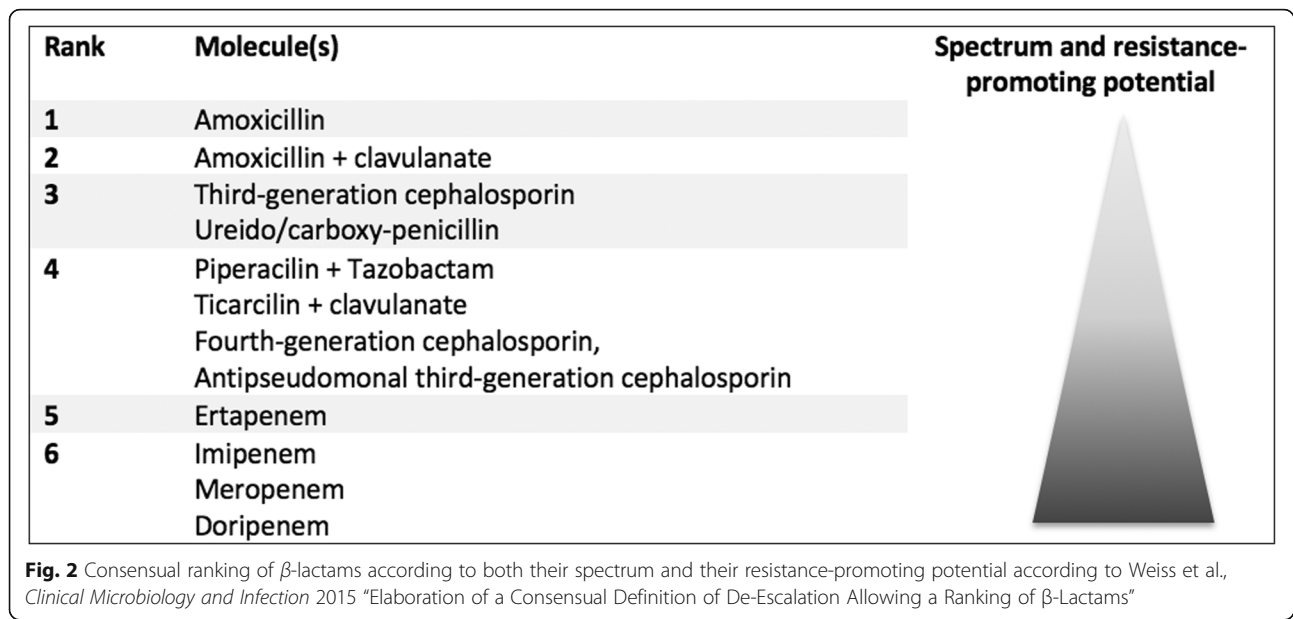 Rank Molecule(s) Spectrum and resistance-
promoting potential
1 Amoxicillin
2 Amoxicillin + clavulanate
3 Third-generation cephalosporin
Ureido/carboxy-penicillin
4 Piperacilin + Tazobactam
Ticarcilin + clavulanate
Fourth-generation cephalosporin,
Antipseudomonal third-generation cephalosporin
5 Ertapenem
6 Imipenem
Meropenem
Doripenem
Fig. 2 Consensual ranking of β-lactams according to both their spectrum and their resistance-promoting potential according to Weiss et al.,
Clinical Microbiology and Infection 2015 “Elaboration of a Consensual Definition of De-Escalation Allowing a Ranking of β-Lactams”